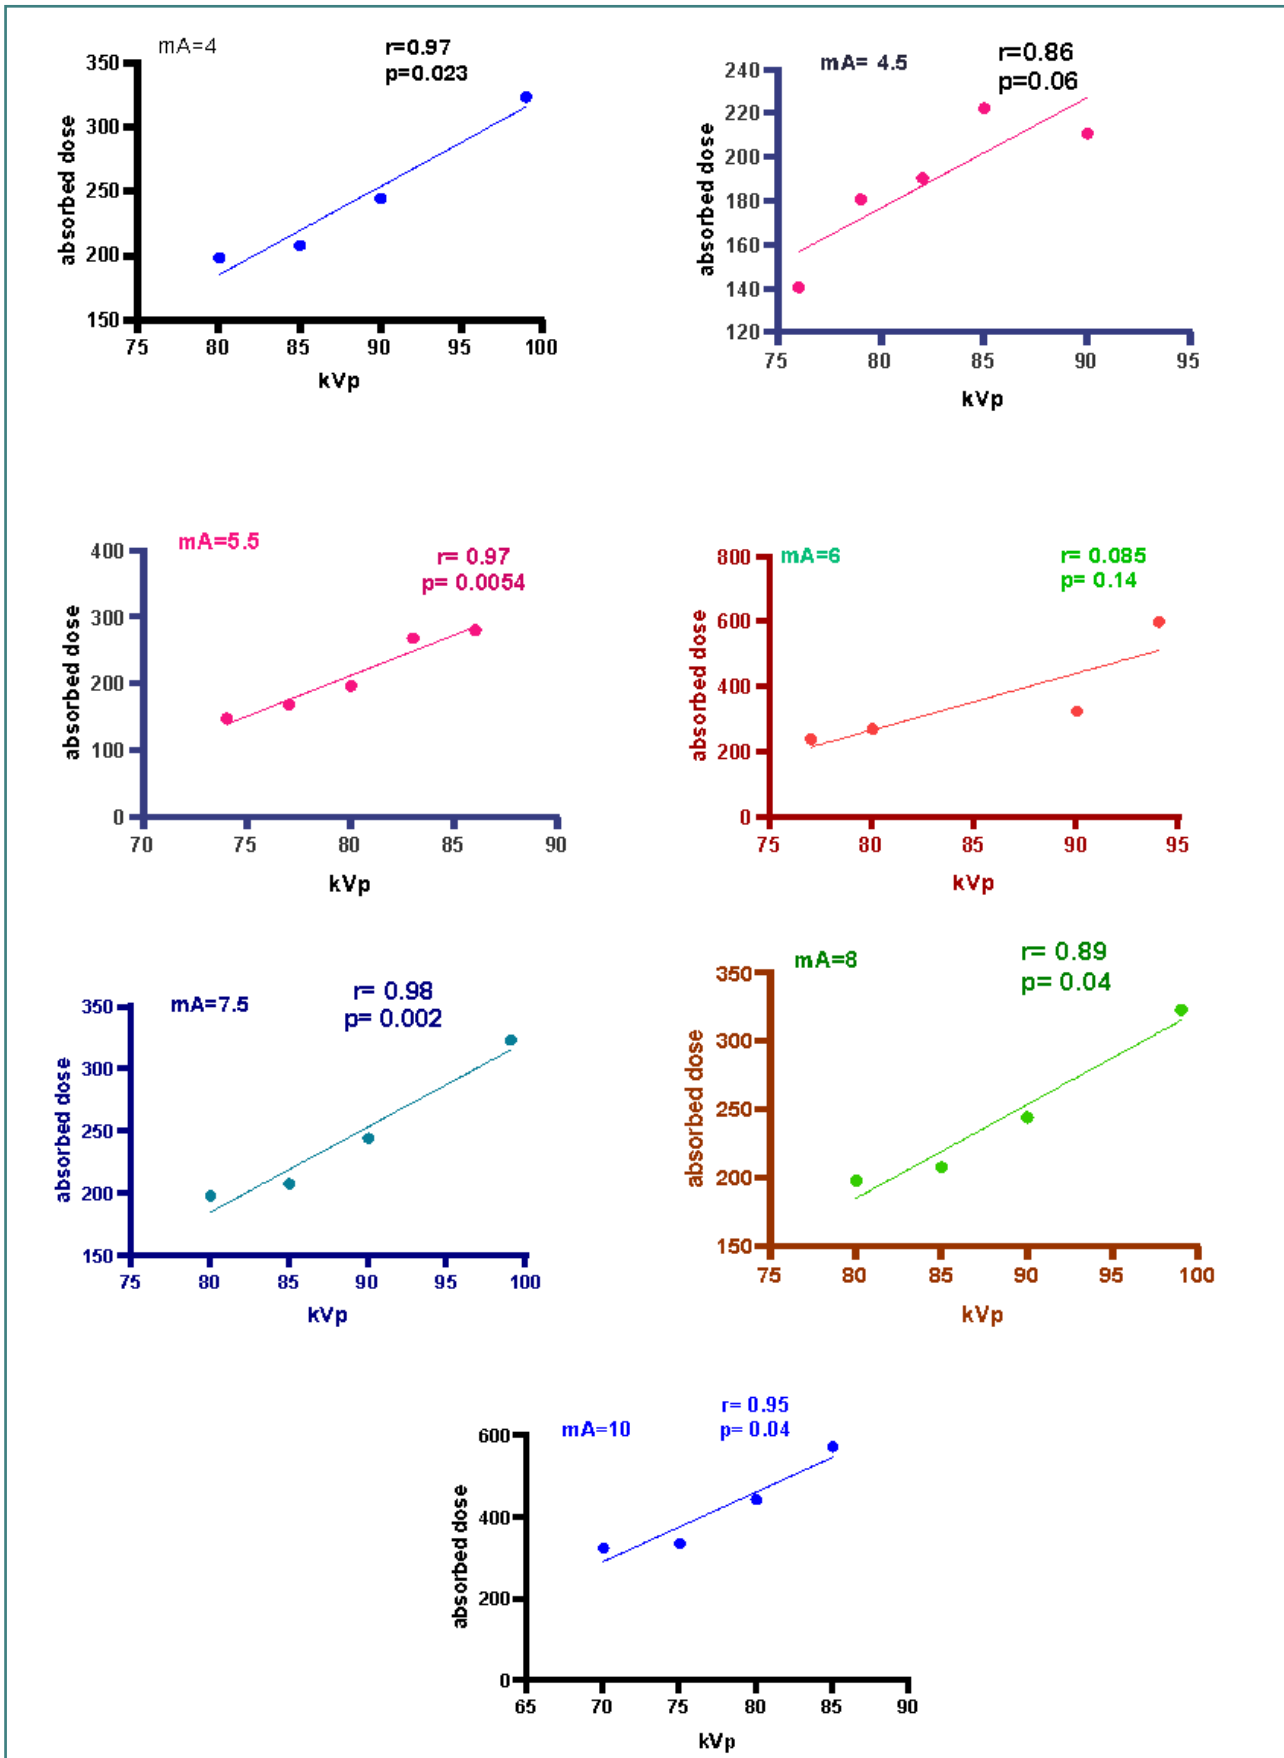 mA=4
r=0.97
p=0.023
350
300
250
200
150
absorbed dose
75 80 85 90 95 100
kVp
mA= 4.5
r=0.86
p=0.06
240
220
200
180
160
140
120
absorbed dose
75 80 85 90 95
kVp
mA=5.5
r= 0.97
p= 0.0054
400
300
200
100
0
absorbed dose
70 75 80 85 90
kVp
mA=6
r= 0.085
p= 0.14
800
600
400
200
0
absorbed dose
75 80 85 90 95
kVp
mA=7.5
r= 0.98
p= 0.002
350
300
250
200
150
absorbed dose
75 80 85 90 95 100
kVp
mA=8
r= 0.89
p= 0.04
350
300
250
200
150
absorbed dose
75 80 85 90 95 100
kVp
mA=10
r= 0.95
p= 0.04
600
400
200
0
absorbed dose
65 70 75 80 85 90
kVp